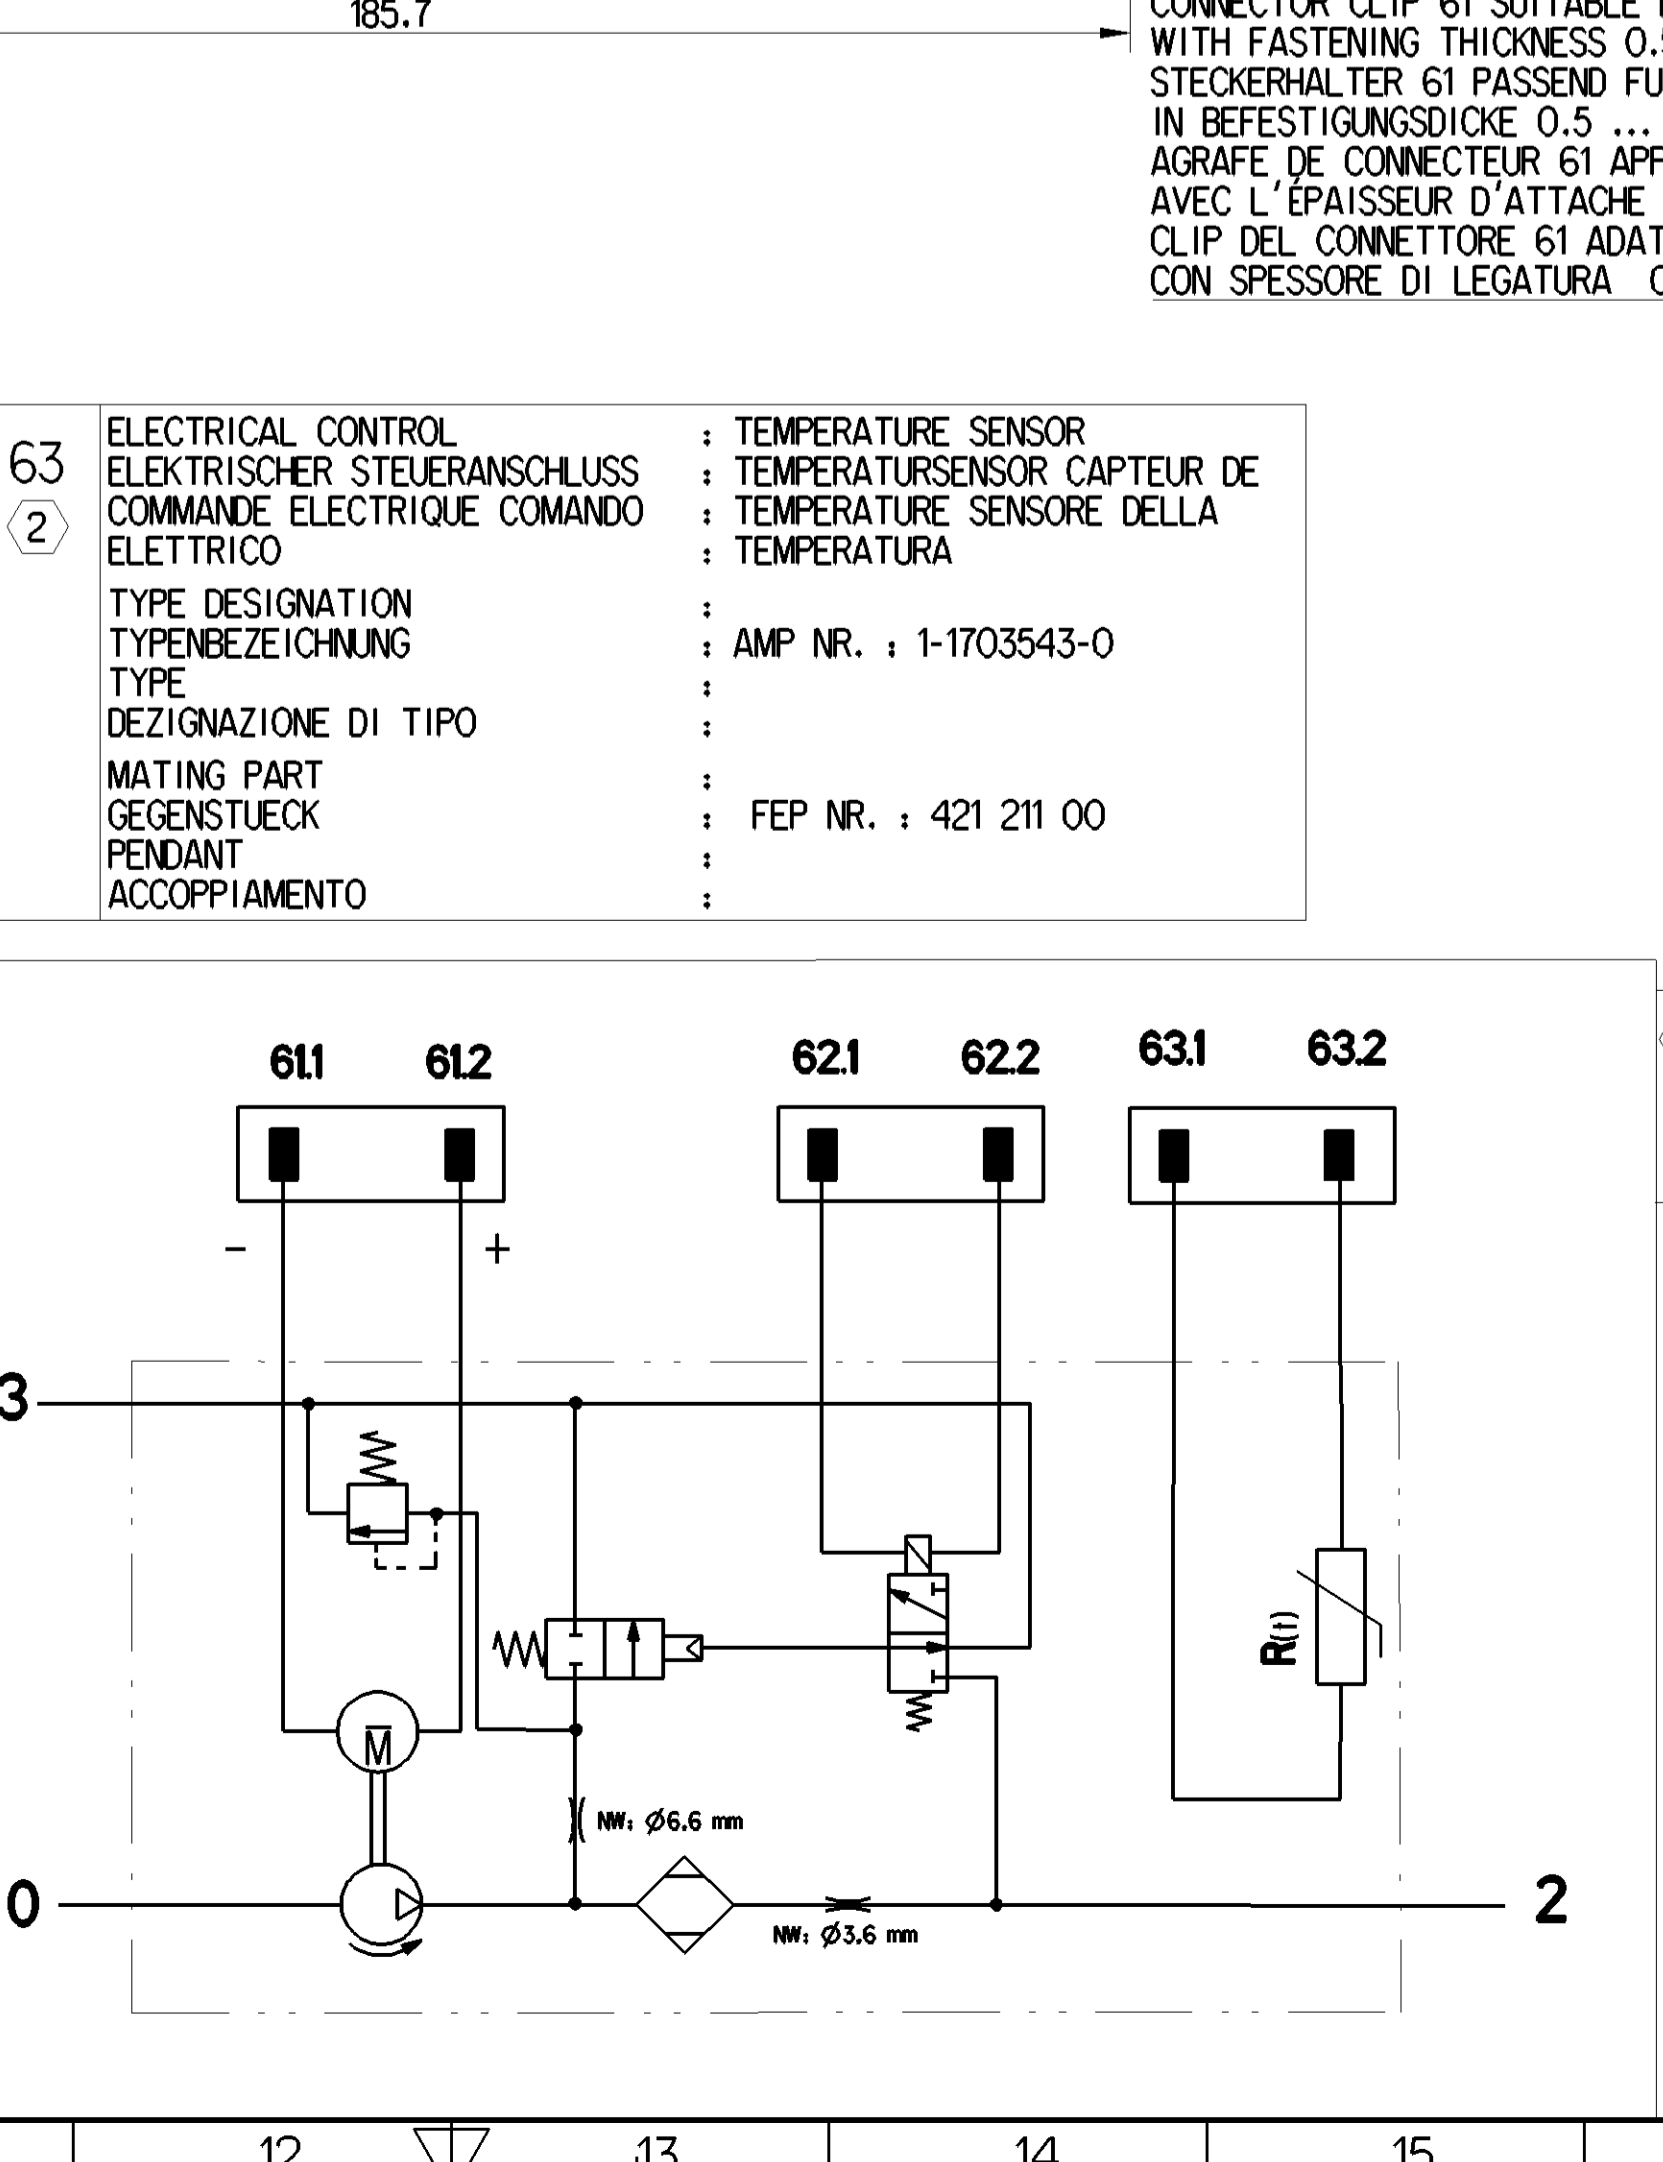 185.7
CONNECTOR CLIP 61 SUITABLE
WITH FASTENING THICKNESS 0.5
STECKERHALTER 61 PASSEND FU
IN BEFESTIGUNGSDICKE 0.5 ...
AGRAFE DE CONNECTEUR 61 APP
AVEC L'ÉPAISSEUR D'ATTACHE
CLIP DEL CONNETTORE 61 ADAT
CON SPESSORE DI LEGATURA
63
2
ELECTRICAL CONTROL : TEMPERATURE SENSOR
ELEKTRISCHER STEUERANSCHLUSS : TEMPERATURSENSOR CAPTEUR DE
COMMANDE ELECTRIQUE COMANDO : TEMPERATURE SENSORE DELLA
ELETTRICO : TEMPERATURA
TYPE DESIGNATION :
TYPENBEZEICHNUNG : AMP NR. : 1-1703543-0
TYPE :
DEZIGNAZIONE DI TIPO :
MATING PART :
GEGENSTUECK : FEP NR. : 421 211 00
PENDANT :
ACCOPPIAMENTO :
61.1 61.2 62.1 62.2 63.1 63.2
- +
3
R(t)
M
NW: Ø6.6 mm
0 2
NW: Ø3.6 mm
12 13 14 15